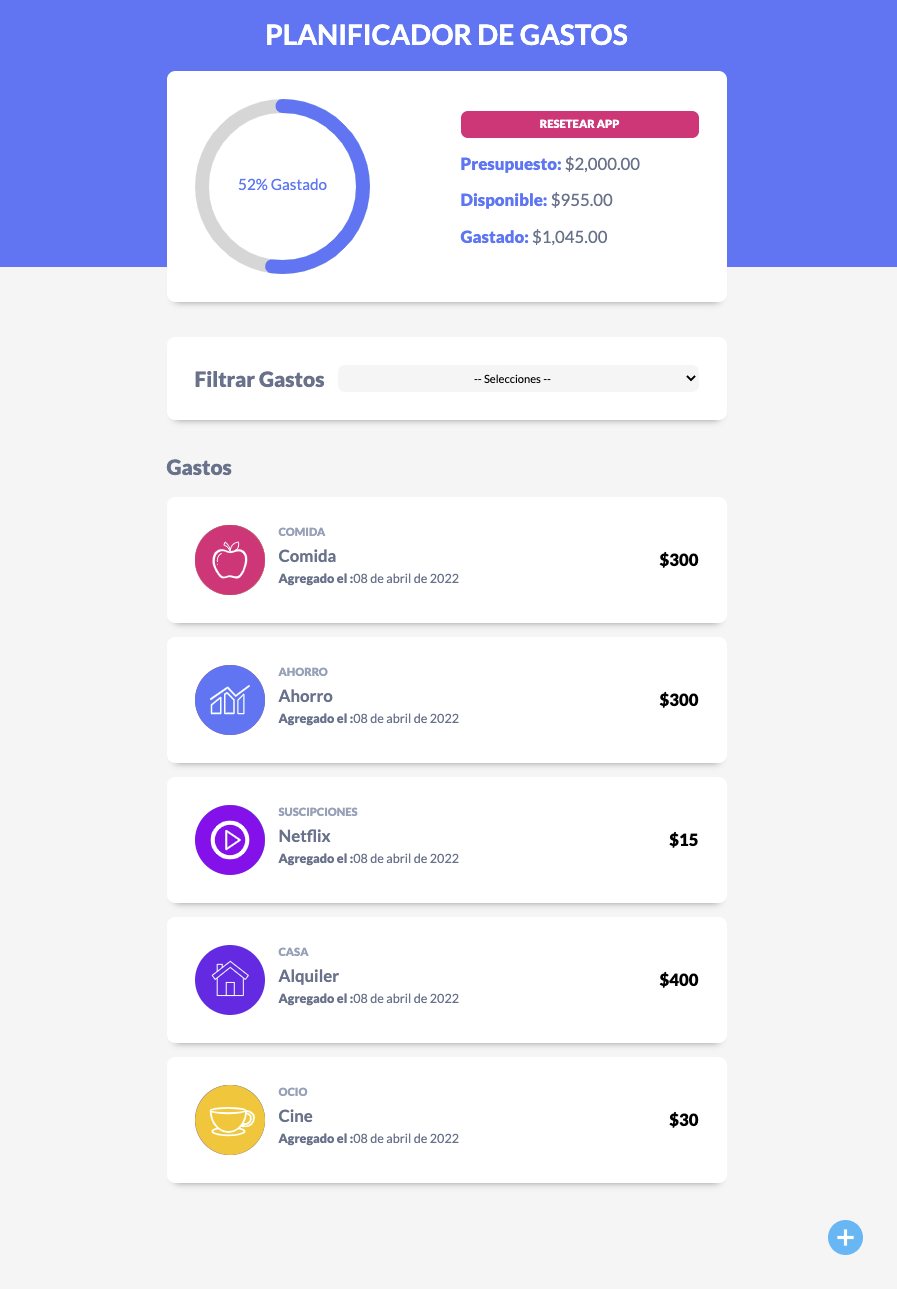 PLANIFICADOR DE GASTOS
52% Gastado
RESETEAR APP
Presupuesto: $2,000.00
Disponible: $955.00
Gastado: $1,045.00
Filtrar Gastos
-- Selecciones --
Gastos
COMIDA
Comida
Agregado el :08 de abril de 2022
$300
AHORRO
Ahorro
Agregado el :08 de abril de 2022
$300
SUSCIPCIONES
Netflix
Agregado el :08 de abril de 2022
$15
CASA
Alquiler
Agregado el :08 de abril de 2022
$400
OCIO
Cine
Agregado el :08 de abril de 2022
$30